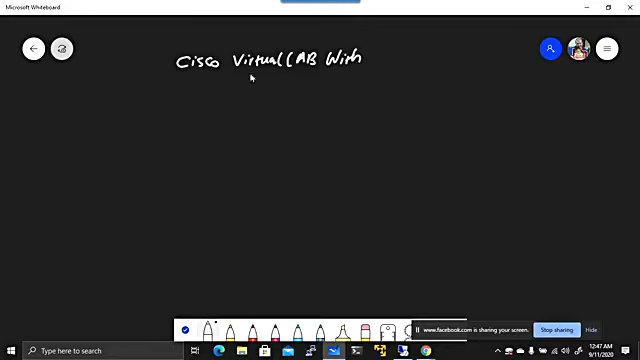 Microsoft Whiteboard
Cisco Virtual LAB With
www.facebook.com is sharing your screen.
Stop sharing
Hide
Type here to search
12:47 AM
9/11/2020